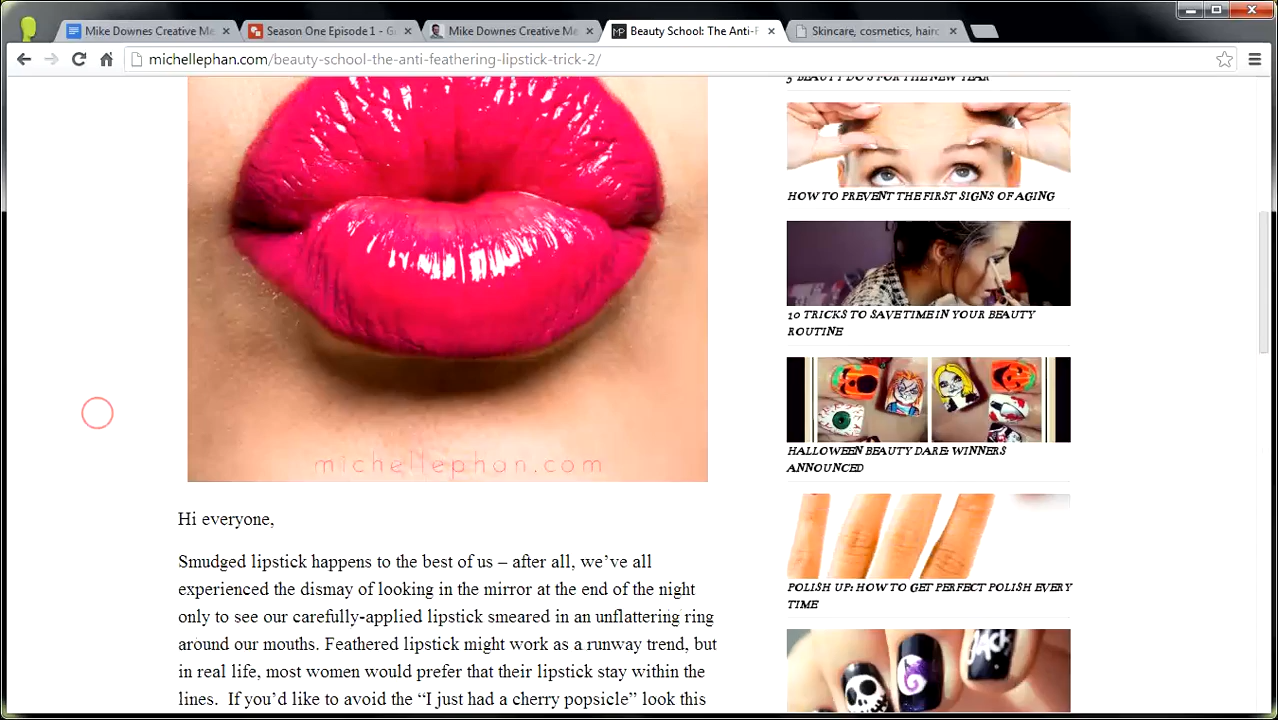 Mike Downes Creative Me
Season One Episode 1 - G
Mike Downes Creative Me
Beauty School: The Anti-F
Skincare, cosmetics, hairc
michellephan.com/beauty-school-the-anti-feathering-lipstick-trick-2/
5 BEAUTY DO'S FOR THE NEW YEAR
HOW TO PREVENT THE FIRST SIGNS OF AGING
10 TRICKS TO SAVE TIME IN YOUR BEAUTY
ROUTINE
HALLOWEEN BEAUTY DARE: WINNERS
ANNOUNCED
POLISH UP: HOW TO GET PERFECT POLISH EVERY
TIME
michellephan.com
Hi everyone,
Smudged lipstick happens to the best of us – after all, we’ve all
experienced the dismay of looking in the mirror at the end of the night
only to see our carefully-applied lipstick smeared in an unflattering ring
around our mouths. Feathered lipstick might work as a runway trend, but
in real life, most women would prefer that their lipstick stay within the
lines.  If you’d like to avoid the “I just had a cherry popsicle” look this